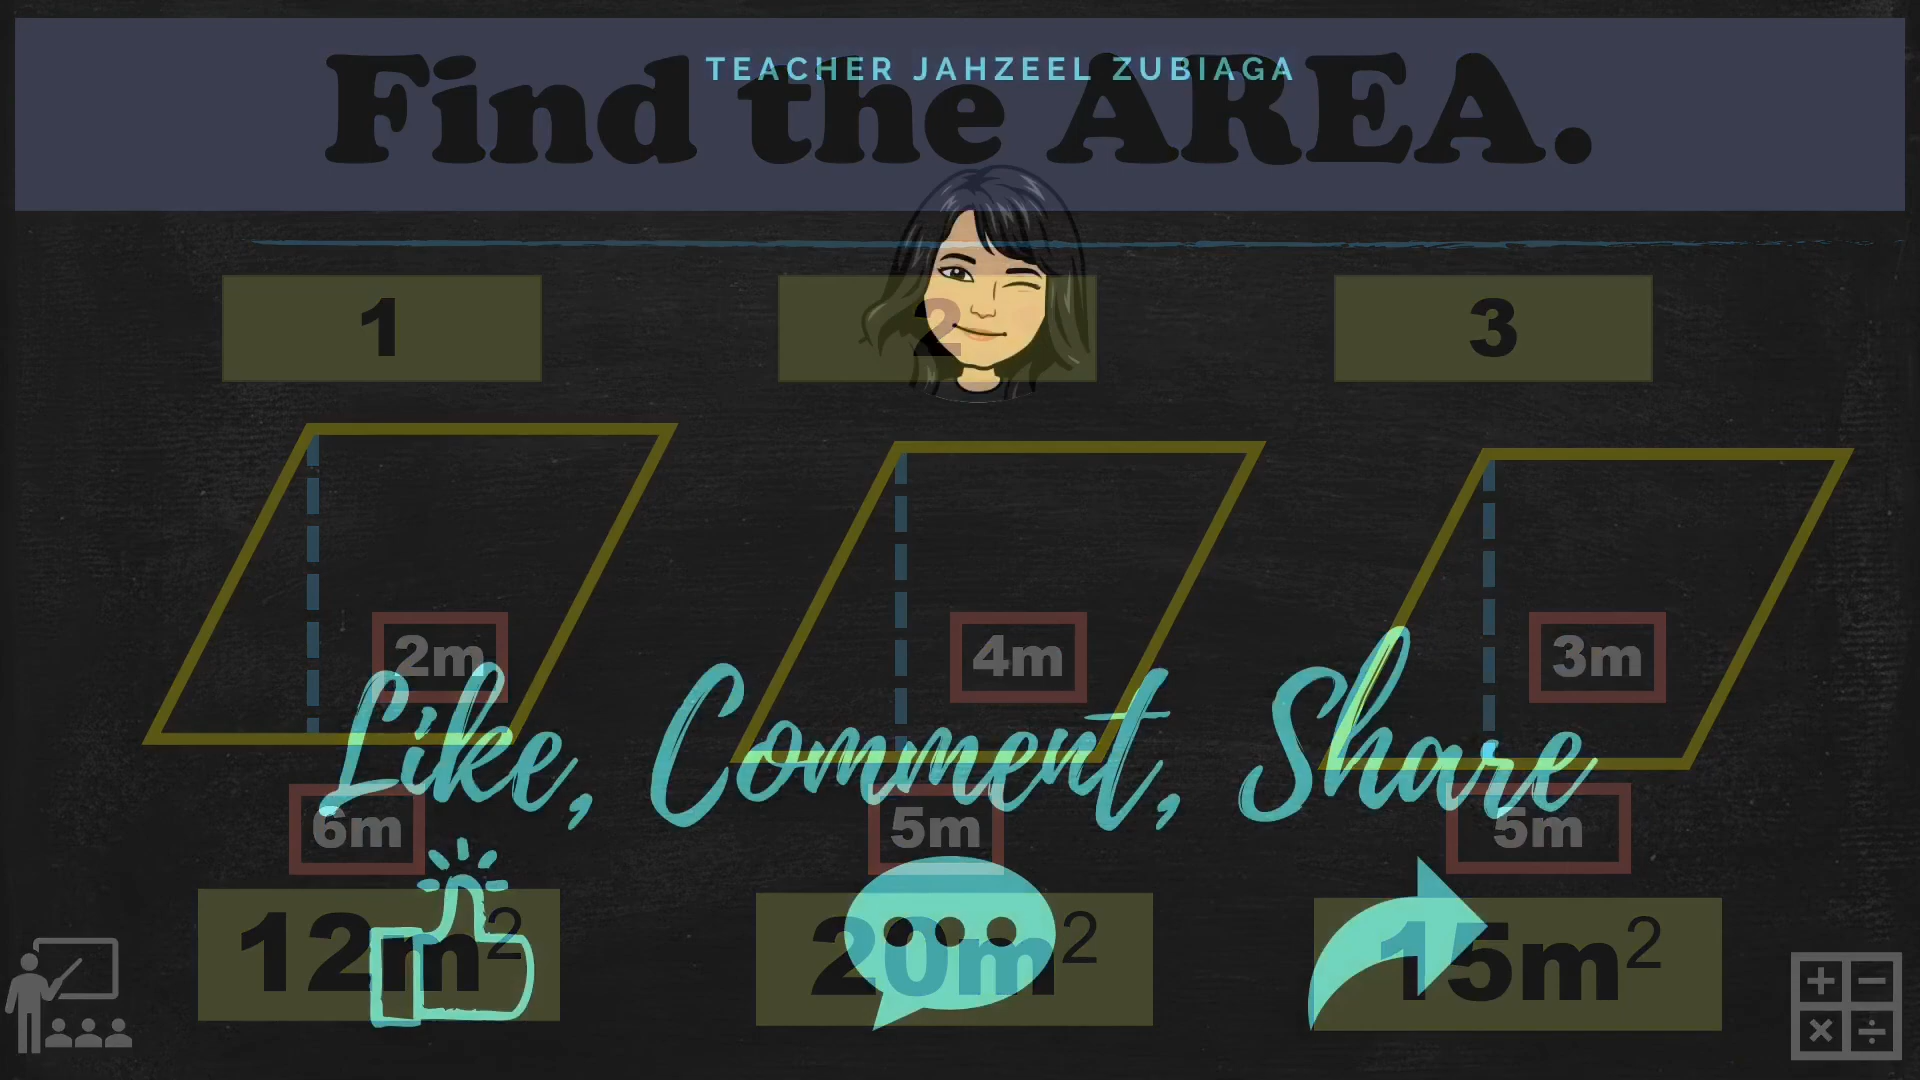 TEACHER JAHZEEL ZUBIAGA
Find the AREA.
1
2
3
2m
4m
3m
Like, Comment, Share
6m
5m
5m
12m²
20m²
15m²